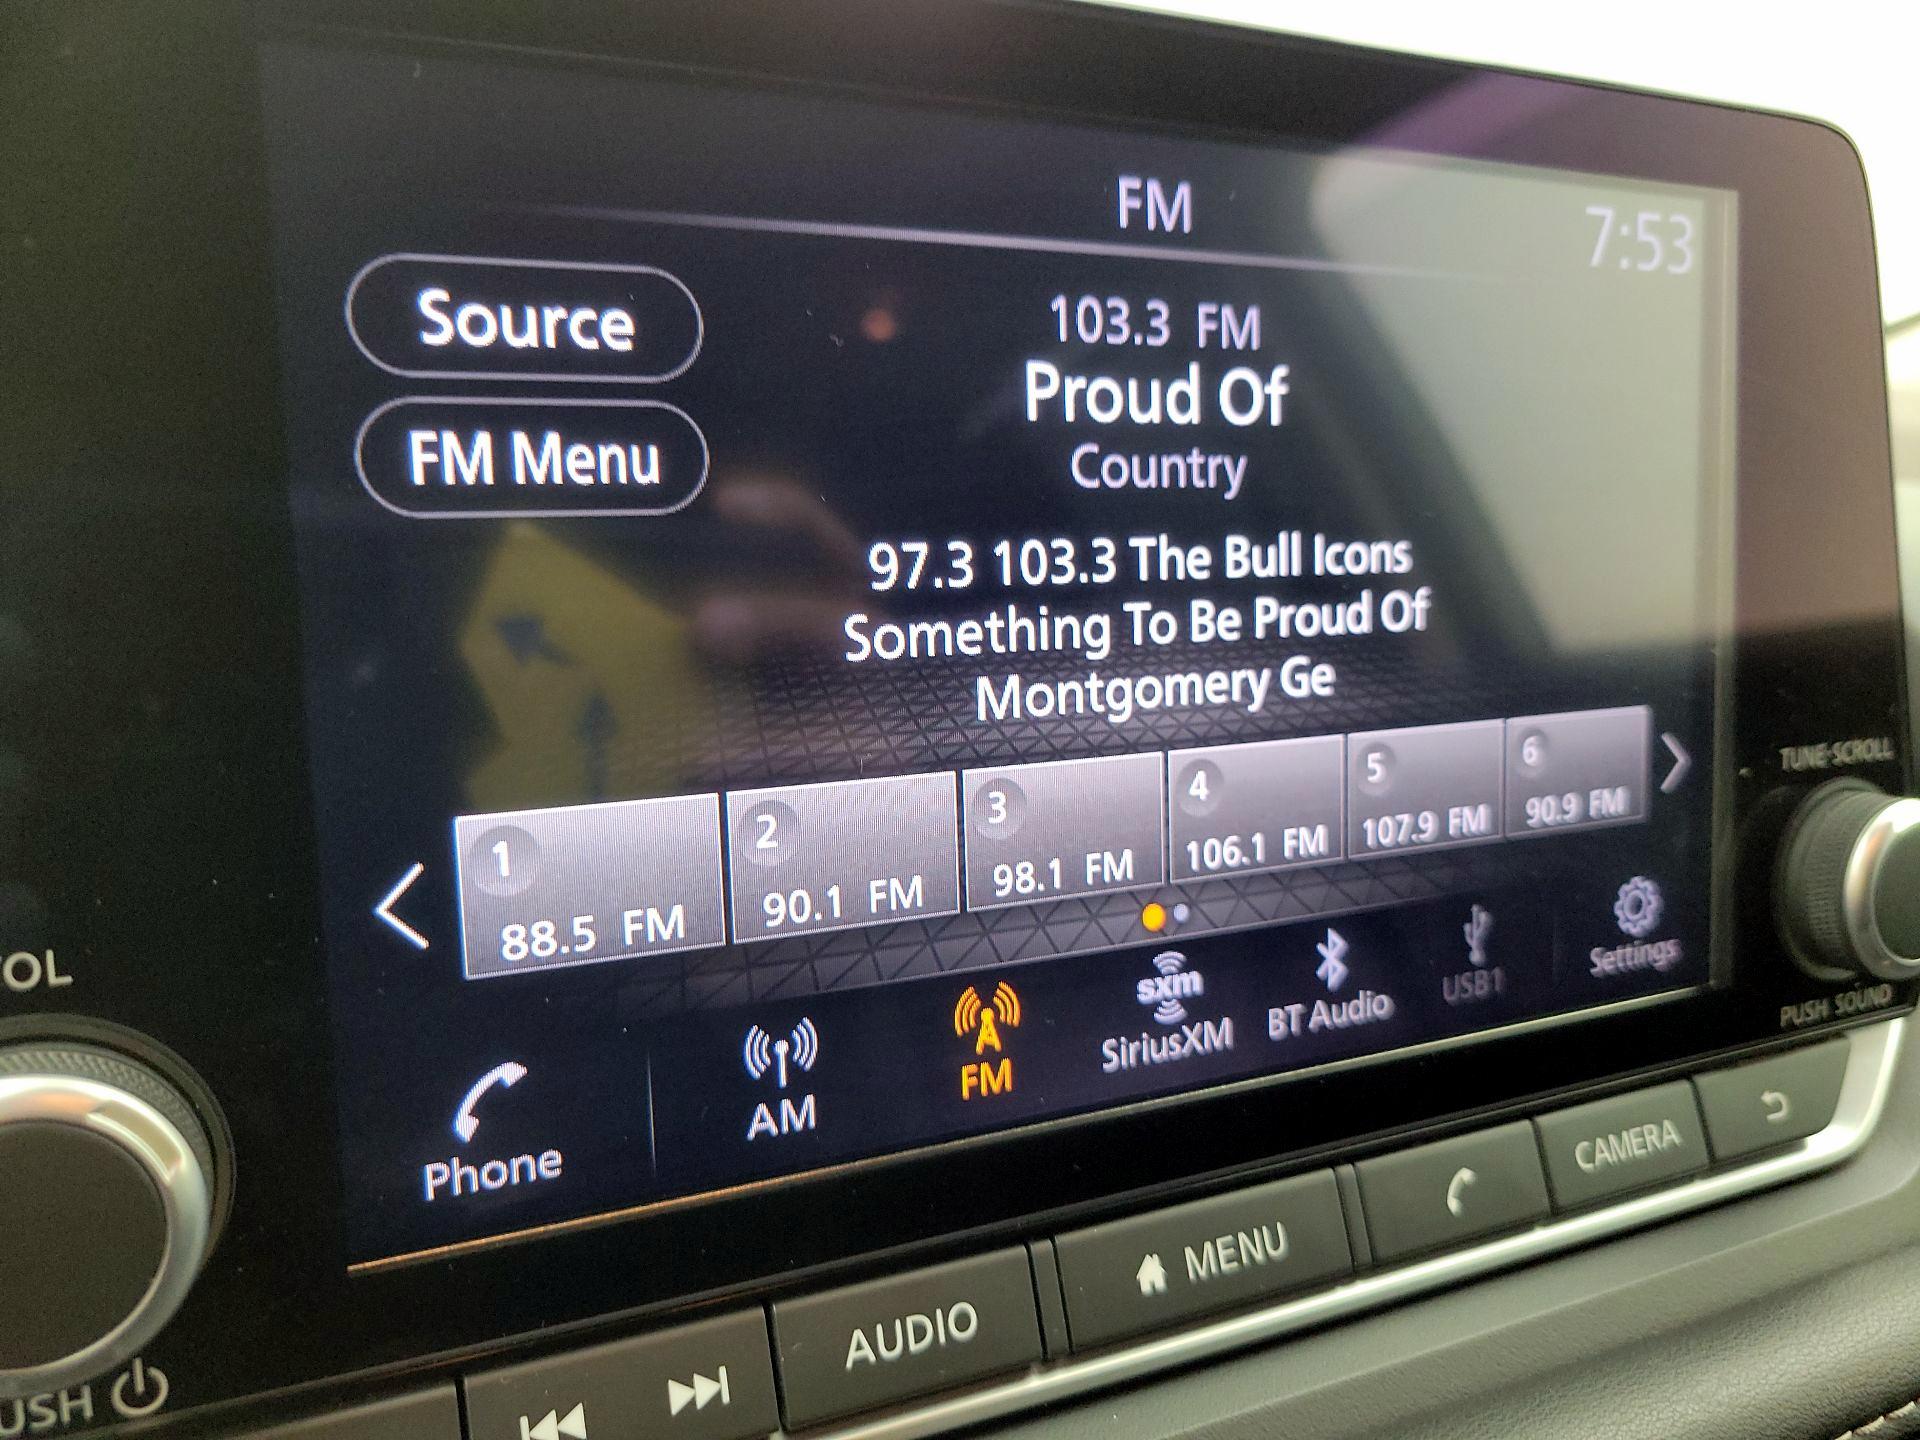 FM
7:53
Source
FM Menu
103.3 FM
Proud Of
Country
97.3 103.3 The Bull Icons
Something To Be Proud Of
Montgomery Ge
1
88.5 FM
2
90.1 FM
3
98.1 FM
4
106.1 FM
5
107.9 FM
6
90.9 FM
Phone
AM
FM
sxm
SiriusXM
BT Audio
USB1
Settings
TUNE-SCROLL
PUSH SOUND
OL
USH
AUDIO
MENU
CAMERA